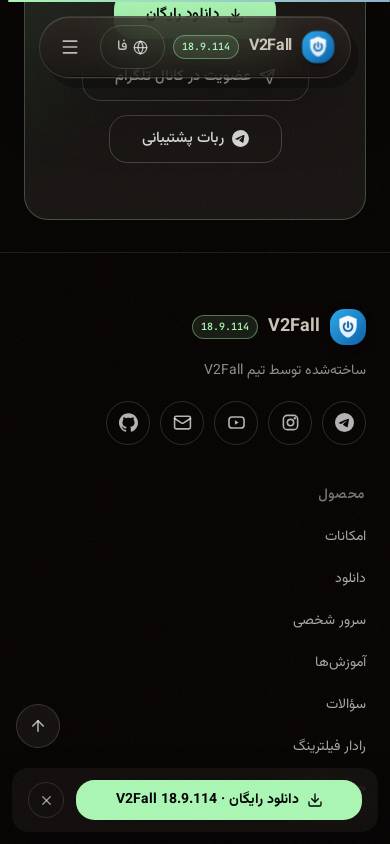 دانلود رایگان
V2Fall 18.9.114 فا
عضویت در کانال تلگرام
ربات پشتیبانی
V2Fall 18.9.114
ساخته‌شده توسط تیم V2Fall
محصول
امکانات
دانلود
سرور شخصی
آموزش‌ها
سؤالات
رادار فیلترینگ
دانلود رایگان · V2Fall 18.9.114